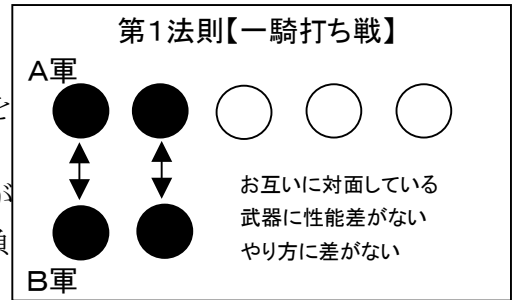 第1法則【一騎打ち戦】
A軍
を
お互いに対面している
が
武器に性能差がない
やり方に差がない
B軍